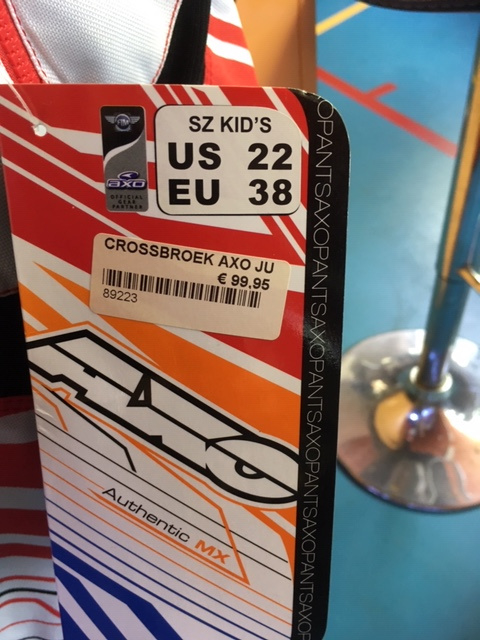 SZ KID'S
US 22
EU 38
AXO
OFFICIAL
GEAR
PARTNER
CROSSBROEK AXO JU
€ 99.95
89223
AXO
Authentic MX
OPANTSAXOPANTSAXOPANTSAXOPANTSAXOPANTSAXO